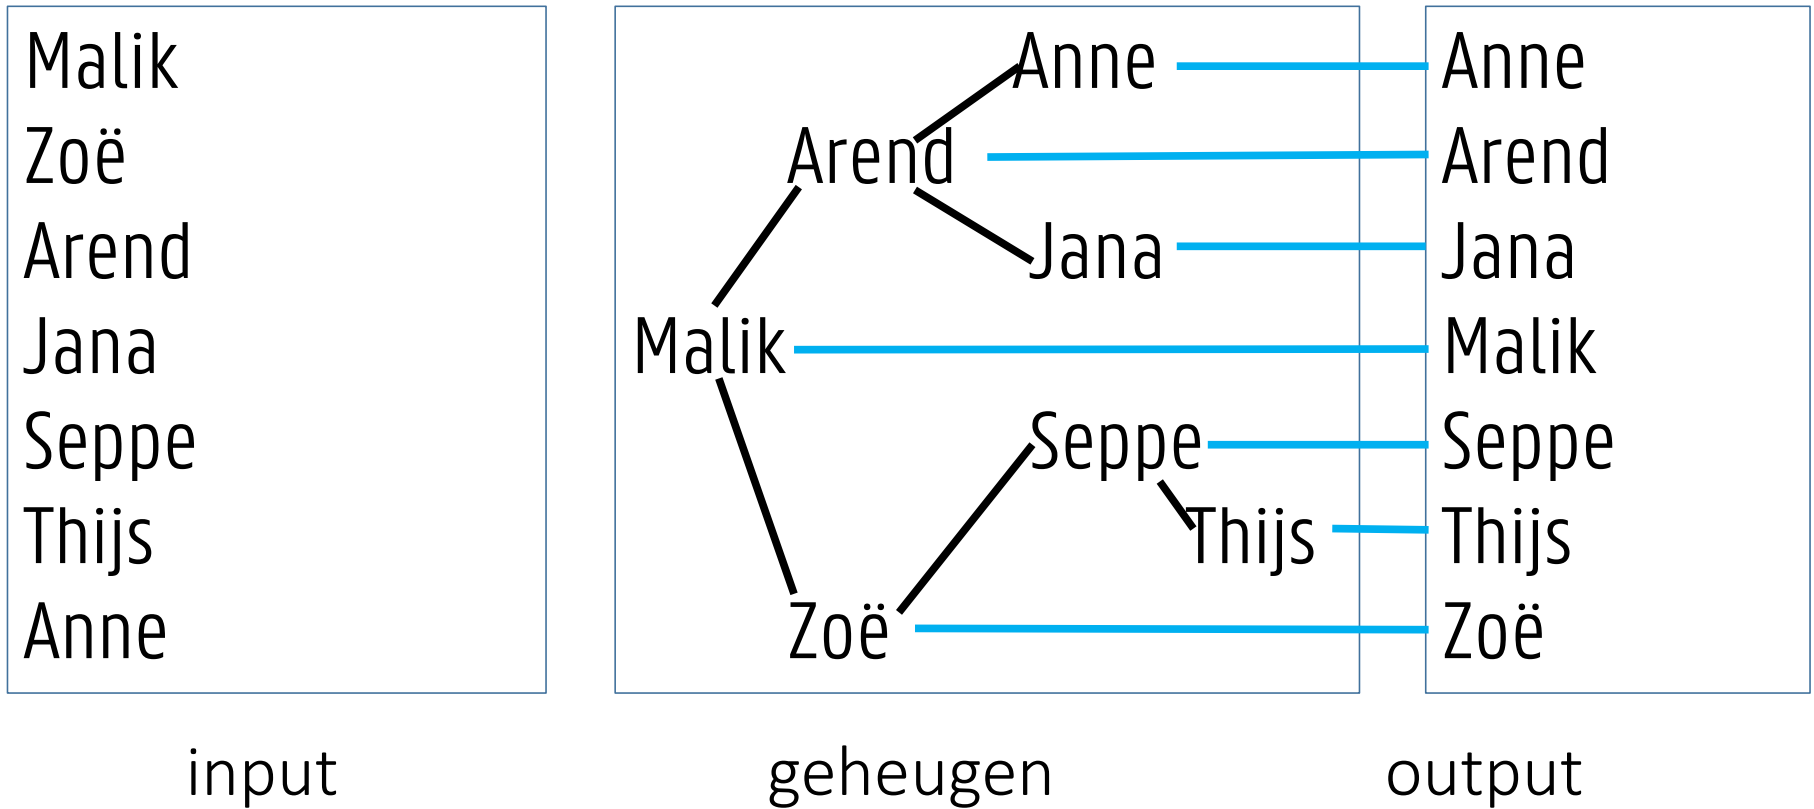 Malik
Zoë
Arend
Jana
Seppe
Thijs
Anne
Anne
Arend
Jana
Malik
Seppe
Thijs
Zoë
Anne
Arend
Jana
Malik
Seppe
Thijs
Zoë
input
geheugen
output